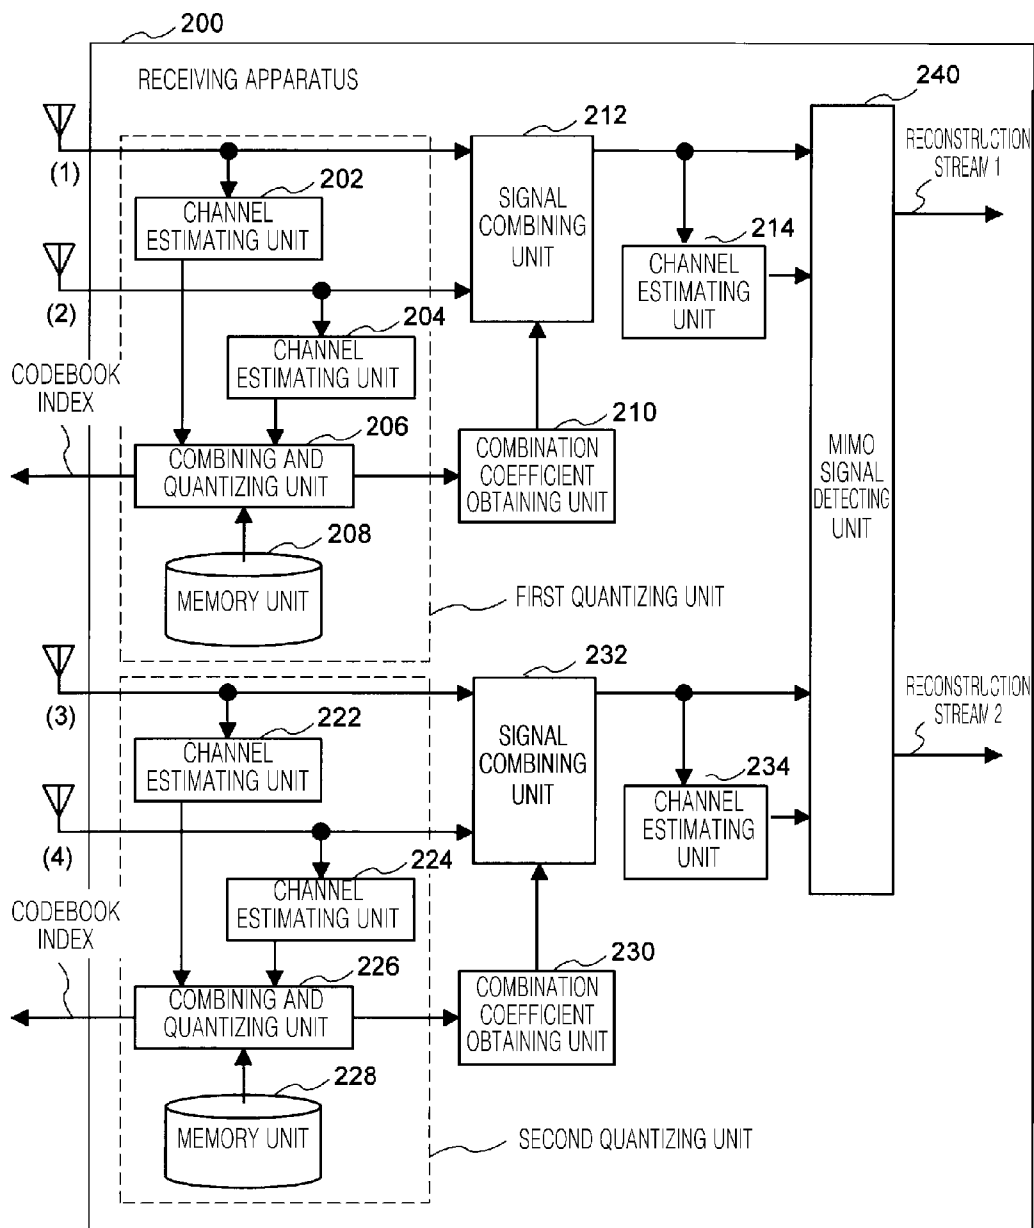 200
RECEIVING APPARATUS
240
212
RECONSTRUCTION
STREAM 1
(1)
202
CHANNEL
ESTIMATING UNIT
SIGNAL
COMBINING
UNIT
214
CHANNEL
ESTIMATING
UNIT
(2)
204
CHANNEL
ESTIMATING UNIT
CODEBOOK
INDEX
206
COMBINING AND
QUANTIZING UNIT
210
COMBINATION
COEFFICIENT
OBTAINING UNIT
MIMO
SIGNAL
DETECTING
UNIT
208
MEMORY UNIT
FIRST QUANTIZING UNIT
232
RECONSTRUCTION
STREAM 2
(3)
222
CHANNEL
ESTIMATING UNIT
SIGNAL
COMBINING
UNIT
234
CHANNEL
ESTIMATING
UNIT
(4)
224
CHANNEL
ESTIMATING UNIT
CODEBOOK
INDEX
226
COMBINING AND
QUANTIZING UNIT
230
COMBINATION
COEFFICIENT
OBTAINING UNIT
228
MEMORY UNIT
SECOND QUANTIZING UNIT